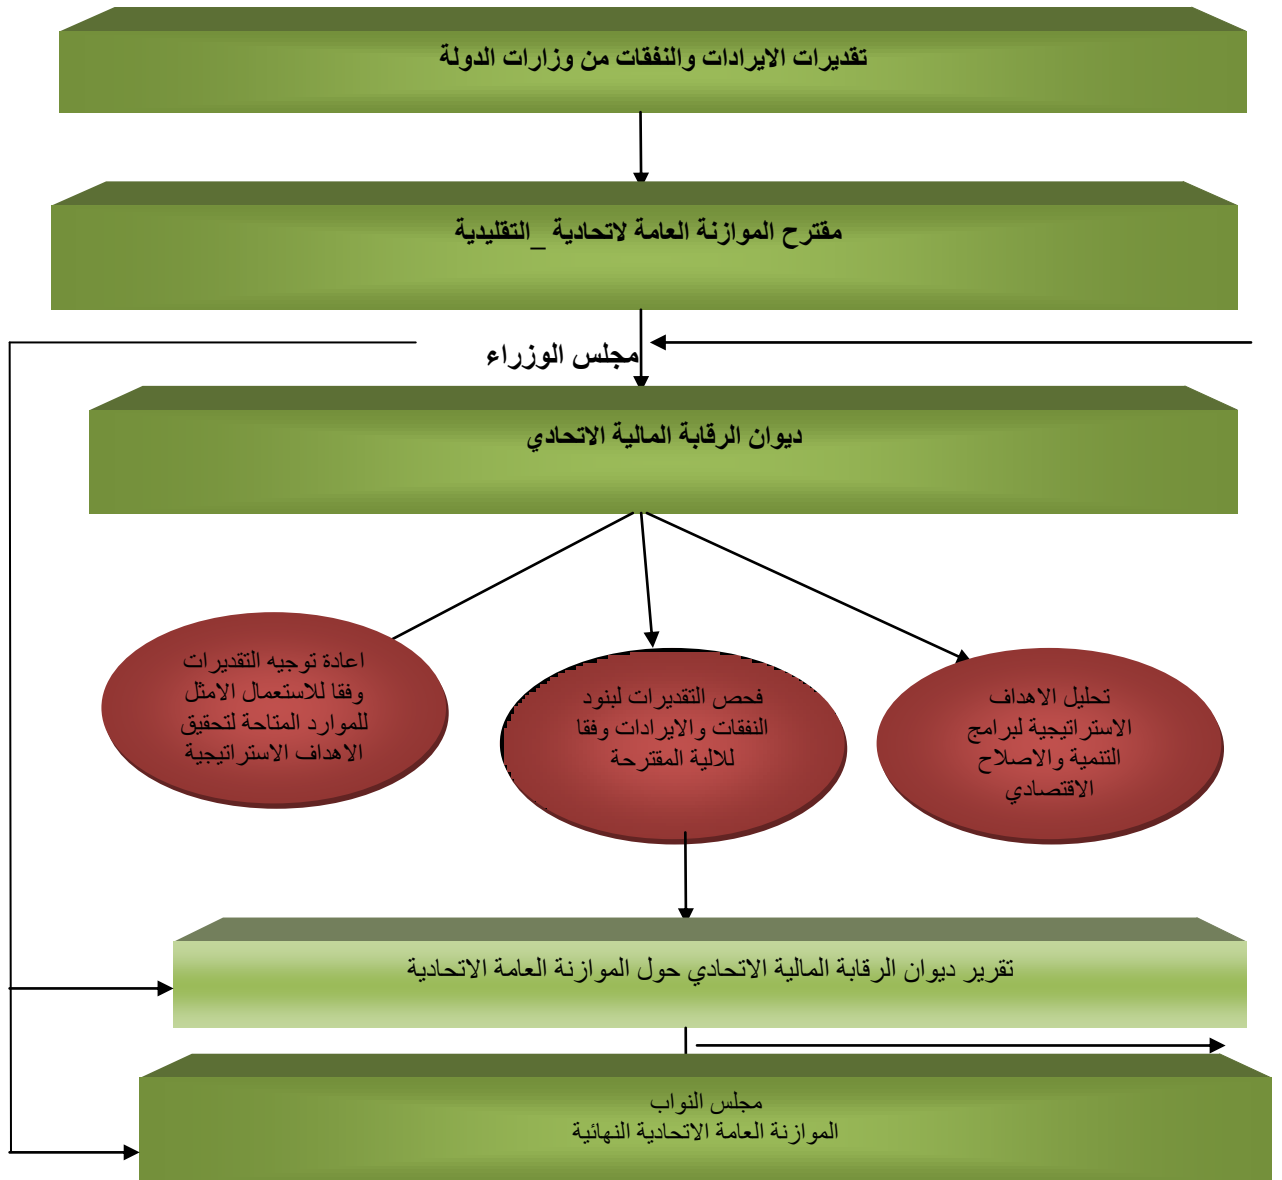 تقديرات الايرادات والنفقات من وزارات الدولة
مقترح الموازنة العامة لاتحادية _التقليدية
مجلس الوزراء
ديوان الرقابة المالية الاتحادي
تحليل الاهداف
الاستراتيجية لبرامج
التنمية والاصلاح
الاقتصادي
فحص التقديرات لبنود
النفقات والايرادات وفقا
للالية المقترحة
اعادة توجيه التقديرات
وفقا للاستعمال الامثل
للموارد المتاحة لتحقيق
الاهداف الاستراتيجية
تقرير ديوان الرقابة المالية الاتحادي حول الموازنة العامة الاتحادية
مجلس النواب
الموازنة العامة الاتحادية النهائية